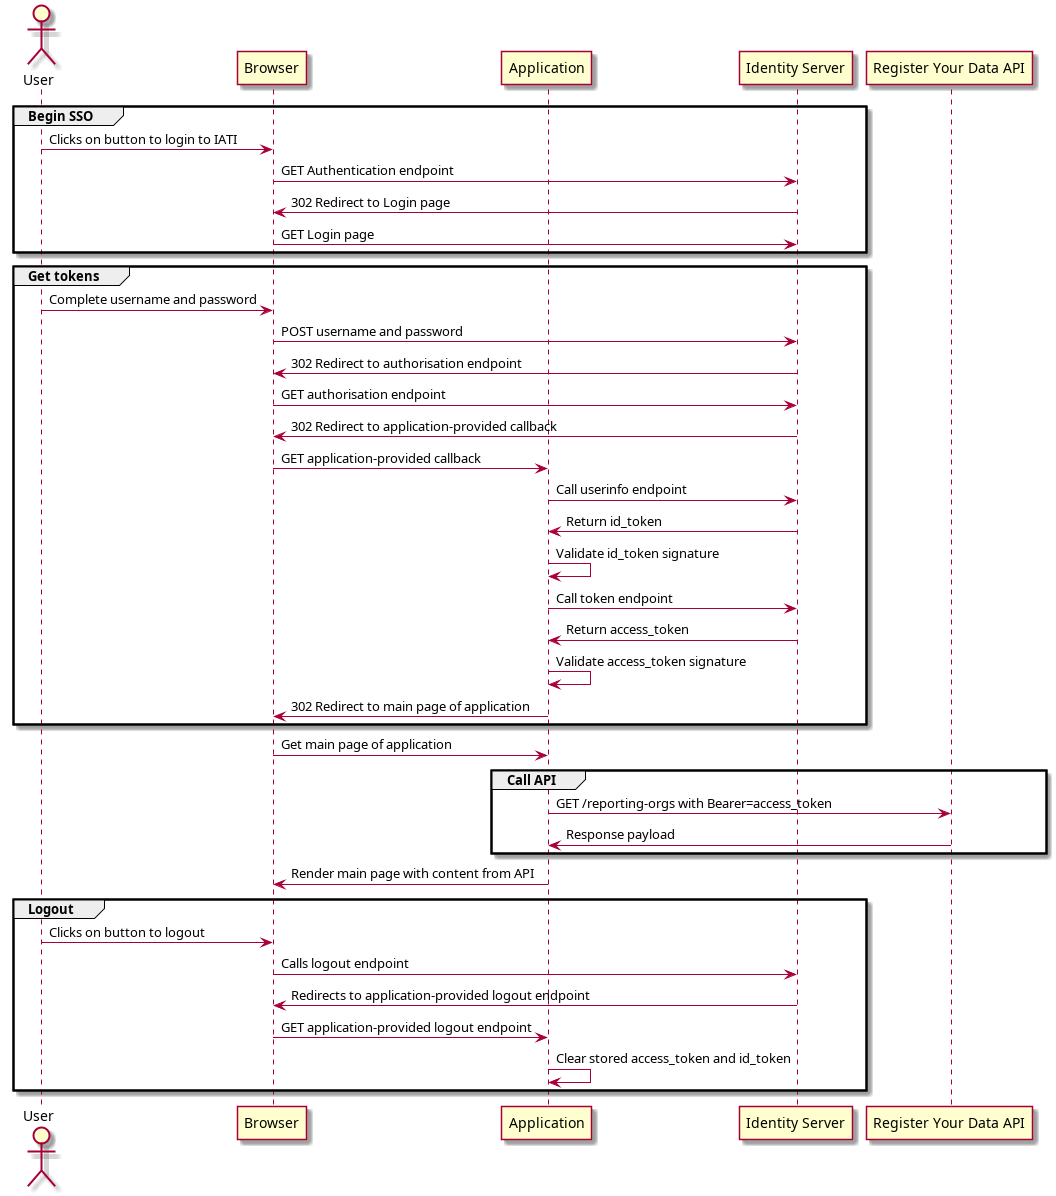 User
Browser
Application
Identity Server
Register Your Data API
Begin SSO
Clicks on button to login to IATI
GET Authentication endpoint
302 Redirect to Login page
GET Login page
Get tokens
Complete username and password
POST username and password
302 Redirect to authorisation endpoint
GET authorisation endpoint
302 Redirect to application-provided callback
GET application-provided callback
Call userinfo endpoint
Return id_token
Validate id_token signature
Call token endpoint
Return access_token
Validate access_token signature
302 Redirect to main page of application
Get main page of application
Call API
GET /reporting-orgs with Bearer=access_token
Response payload
Render main page with content from API
Logout
Clicks on button to logout
Calls logout endpoint
Redirects to application-provided logout endpoint
GET application-provided logout endpoint
Clear stored access_token and id_token
User
Browser
Application
Identity Server
Register Your Data API